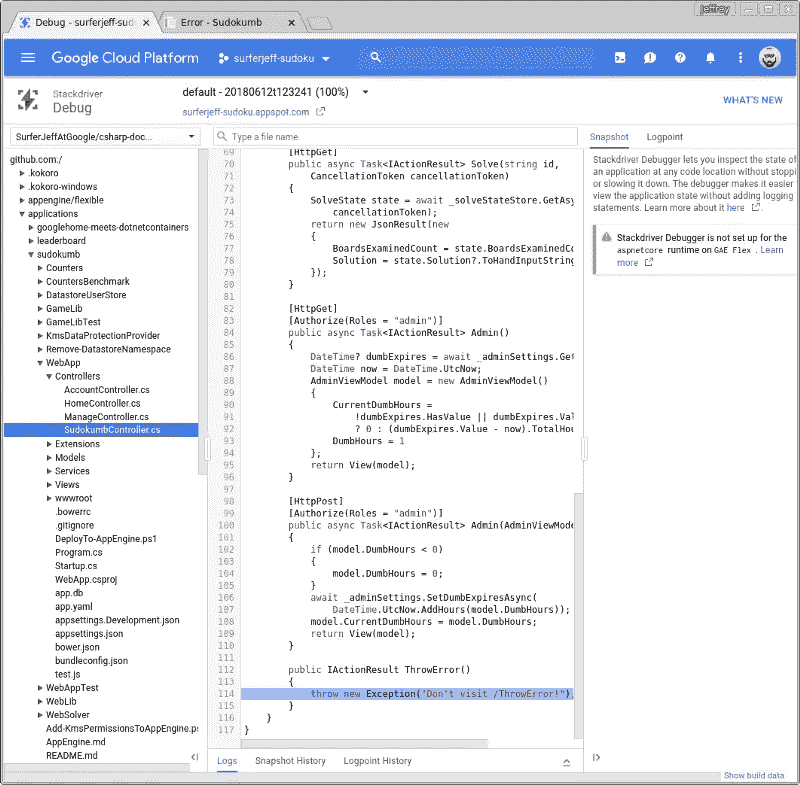 jeffrey
Debug - surferjeff-sudo
Error - Sudokumb
Google Cloud Platform
surferjeff-sudoku
Stackdriver
Debug
default - 20180612t123241 (100%)
surferjeff-sudoku.appspot.com
WHAT'S NEW
SurferJeffAtGoogle/csharp-doc...
Type a file name
Snapshot
Logpoint
github.com:/
.kokoro
.kokoro-windows
appengine/flexible
applications
googlehome-meets-dotnetcontainers
leaderboard
sudokumb
Counters
CountersBenchmark
DatastoreUserStore
GameLib
GameLibTest
KmsDataProtectionProvider
Remove-DatastoreNamespace
WebApp
Controllers
AccountController.cs
HomeController.cs
ManageController.cs
SudokumbController.cs
Extensions
Models
Services
Views
wwwroot
.bowerrc
.gitignore
DeployTo-AppEngine.ps1
Program.cs
Startup.cs
WebApp.csproj
app.db
app.yaml
appsettings.Development.json
appsettings.json
bower.json
bundleconfig.json
test.js
WebAppTest
WebLib
WebSolver
Add-KmsPermissionsToAppEngine.ps
AppEngine.md
README.md
69 [HttpGet]
70 public async Task<IActionResult> Solve(string id,
71 CancellationToken cancellationToken)
72 {
73 SolveState state = await _solveStateStore.GetAsy
74 cancellationToken);
75 return new JsonResult(new
76 {
77 BoardsExaminedCount = state.BoardsExaminedCo
78 Solution = state.Solution?.ToHandInputString
79 });
80 }
81
82 [HttpGet]
83 [Authorize(Roles = "admin")]
84 public async Task<IActionResult> Admin()
85 {
86 DateTime? dumbExpires = await _adminSettings.Get
87 DateTime now = DateTime.UtcNow;
88 AdminViewModel model = new AdminViewModel()
89 {
90 CurrentDumbHours =
91 !dumbExpires.HasValue || dumbExpires.Val
92 ? 0 : (dumbExpires.Value - now).TotalHou
93 DumbHours = 1
94 };
95 return View(model);
96 }
97
98 [HttpPost]
99 [Authorize(Roles = "admin")]
100 public async Task<IActionResult> Admin(AdminViewMode
101 {
102 if (model.DumbHours < 0)
103 {
104 model.DumbHours = 0;
105 }
106 await _adminSettings.SetDumbExpiresAsync(
107 DateTime.UtcNow.AddHours(model.DumbHours));
108 model.CurrentDumbHours = model.DumbHours;
109 return View(model);
110 }
111
112 public IActionResult ThrowError()
113 {
114 throw new Exception("Don't visit /ThrowError!");
115 }
116 }
117 }
Stackdriver Debugger lets you inspect the state of
an application at any code location without stoppi
or slowing it down. The debugger makes it easier
view the application state without adding logging
statements. Learn more about it here
Stackdriver Debugger is not set up for the
aspnetcore runtime on GAE Flex . Learn
more
Logs
Snapshot History
Logpoint History
Show build data